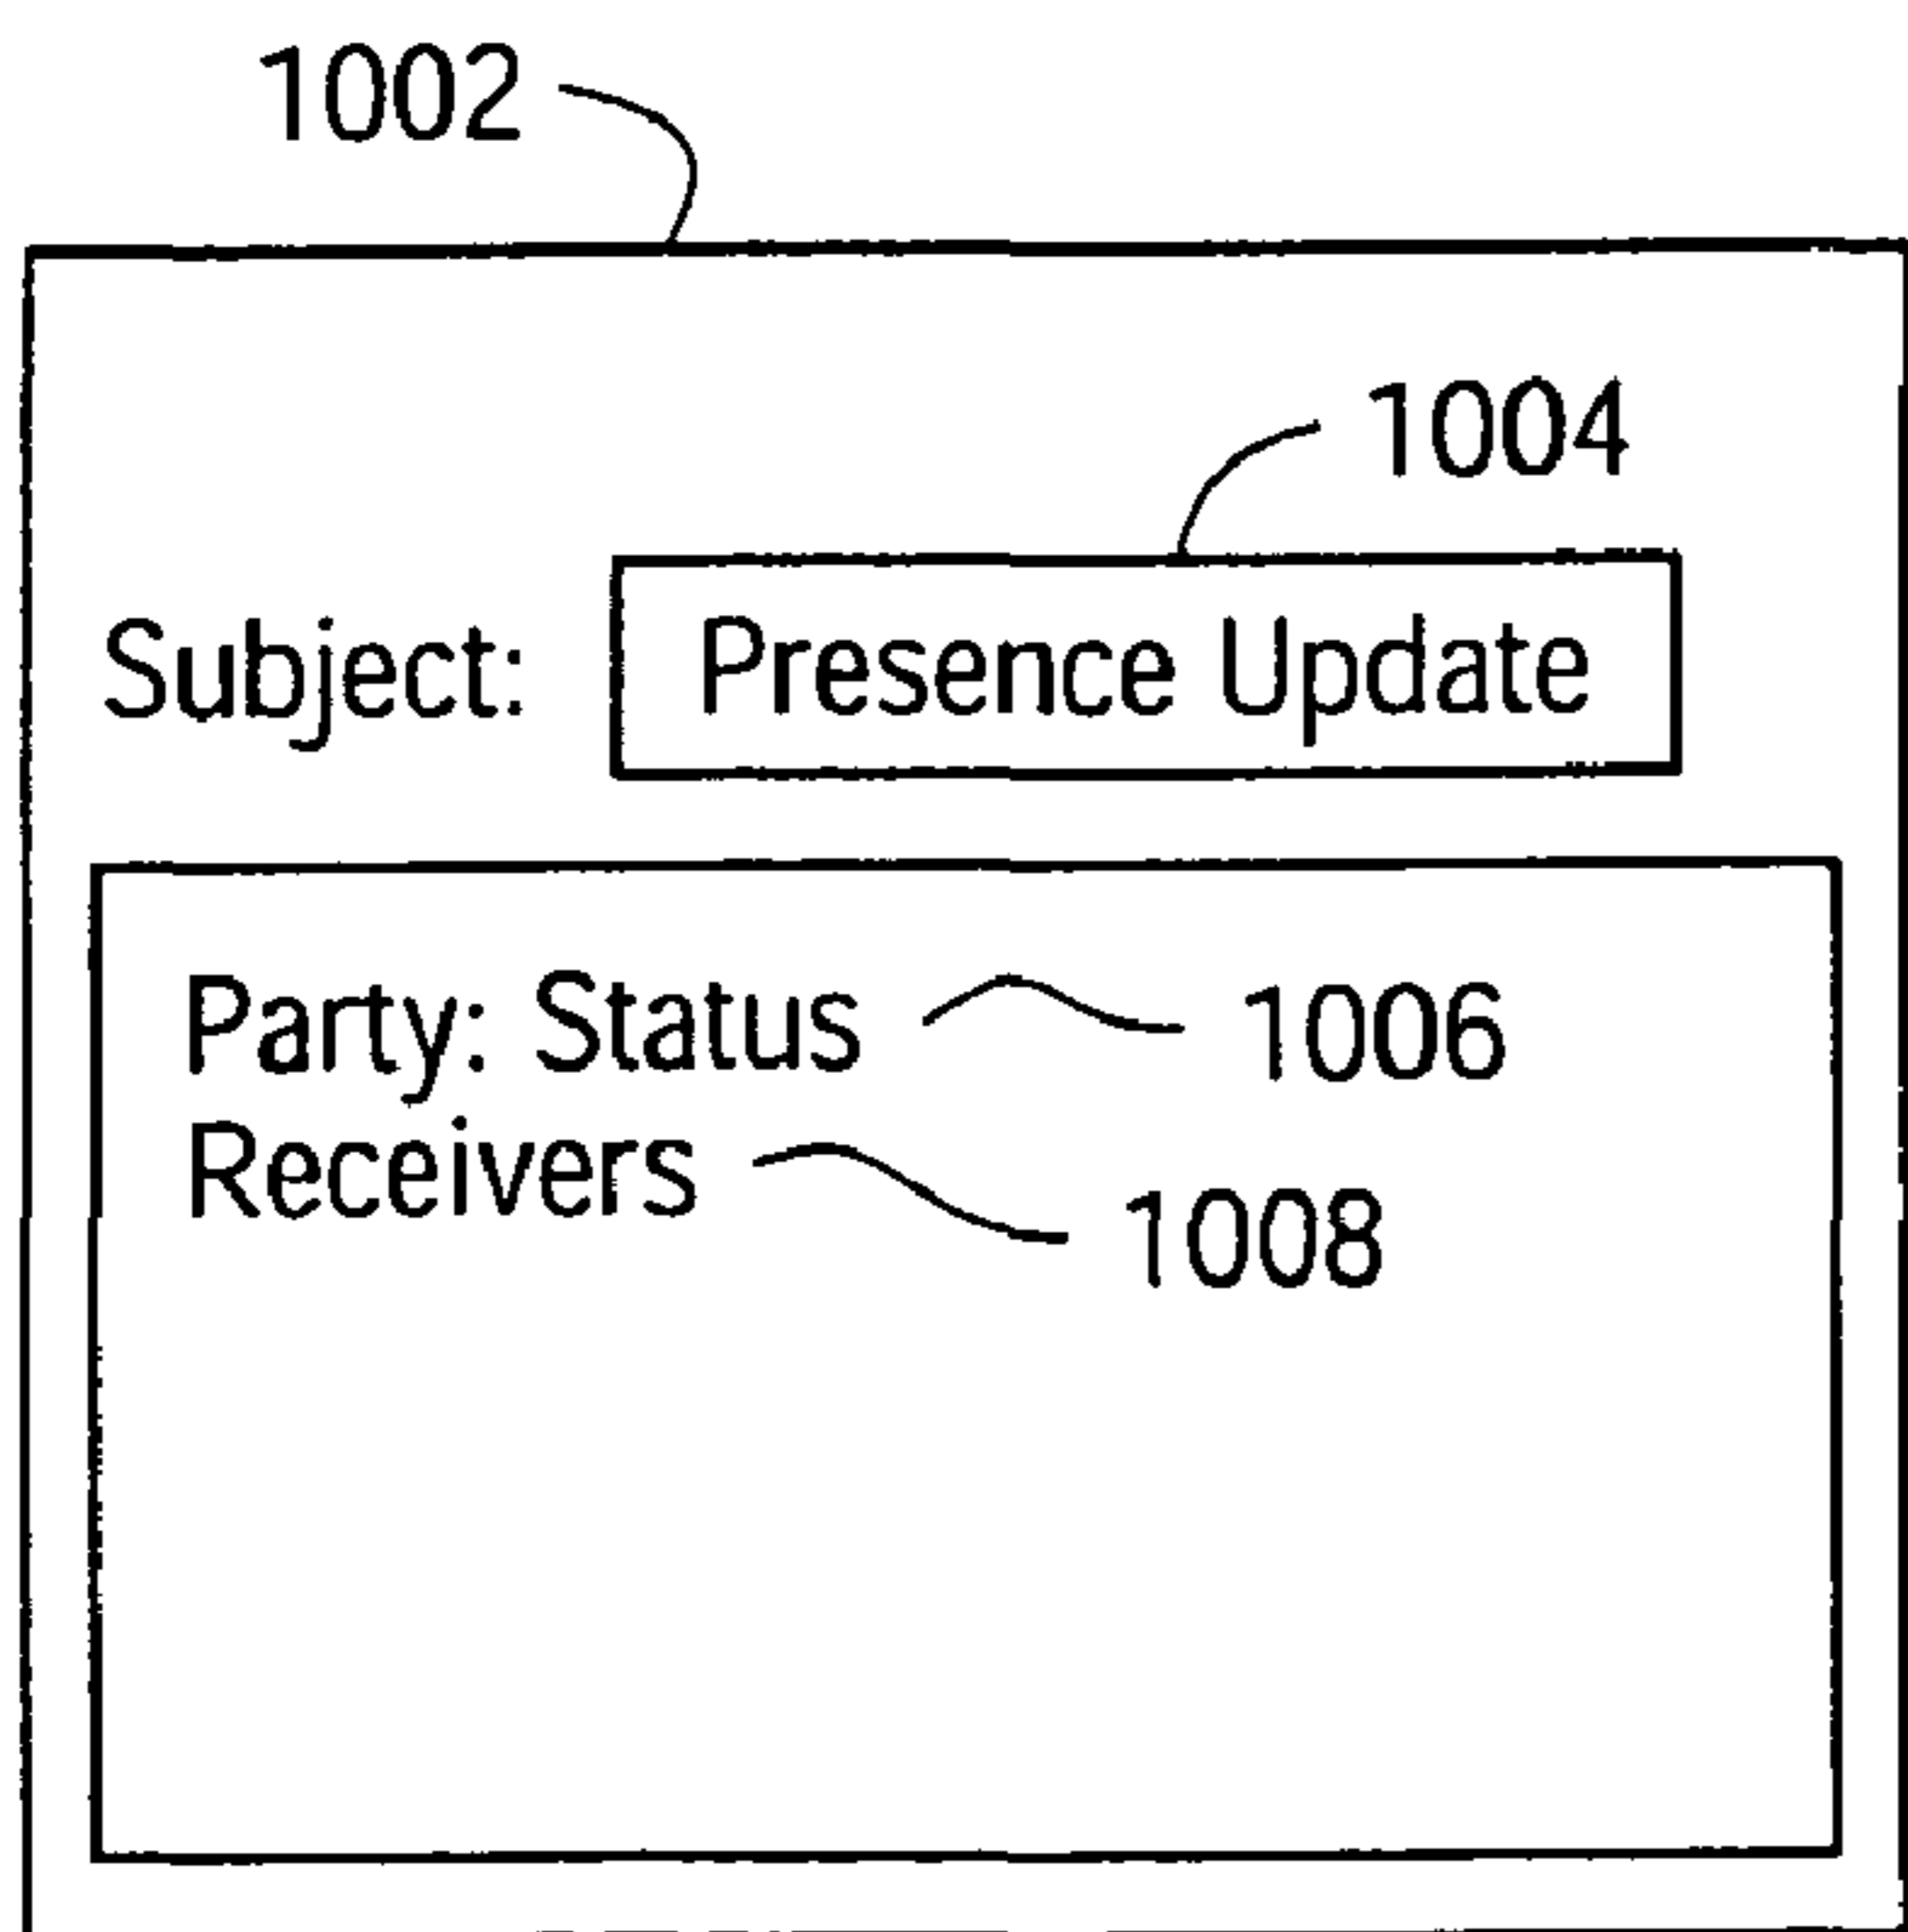 1002
1004
Subject: Presence Update
Party: Status 1006
Receivers 1008